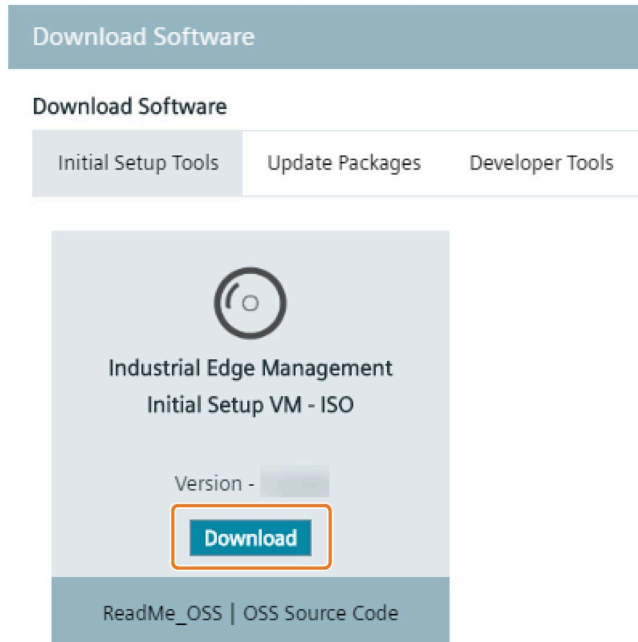 Download Software
Download Software
Initial Setup Tools Update Packages Developer Tools
Industrial Edge Management
Initial Setup VM - ISO
Version -
Download
ReadMe_OSS | OSS Source Code